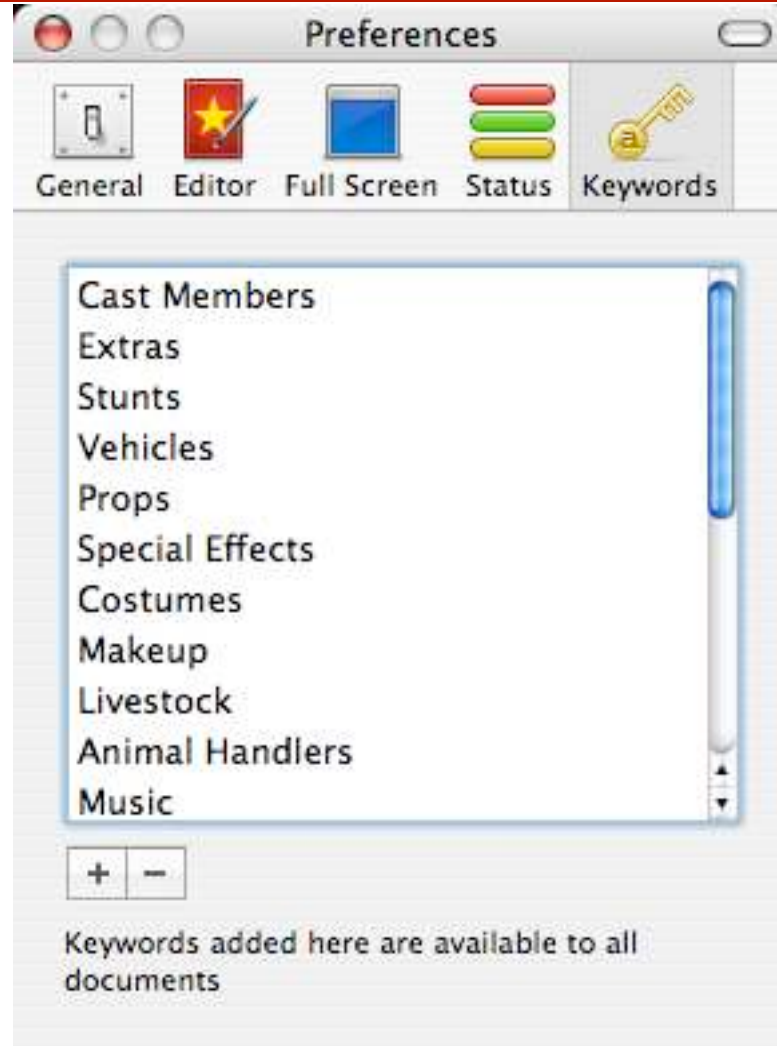 Preferences
General Editor Full Screen Status Keywords
a
Cast Members
Extras
Stunts
Vehicles
Props
Special Effects
Costumes
Makeup
Livestock
Animal Handlers
Music
+ −
Keywords added here are available to all
documents